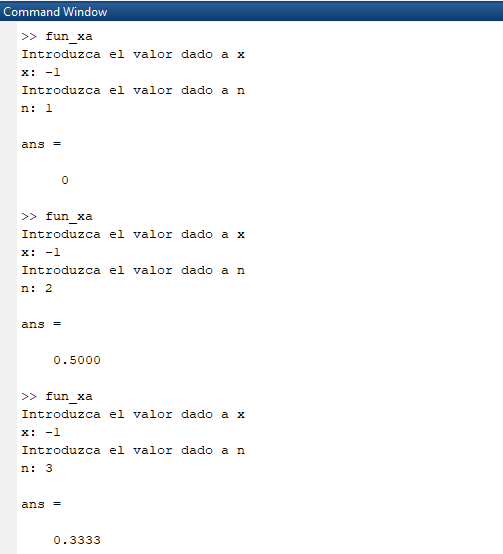 Command Window
>> fun_xa
Introduzca el valor dado a x
x: -1
Introduzca el valor dado a n
n: 1
ans =
0
>> fun_xa
Introduzca el valor dado a x
x: -1
Introduzca el valor dado a n
n: 2
ans =
0.5000
>> fun_xa
Introduzca el valor dado a x
x: -1
Introduzca el valor dado a n
n: 3
ans =
0.3333